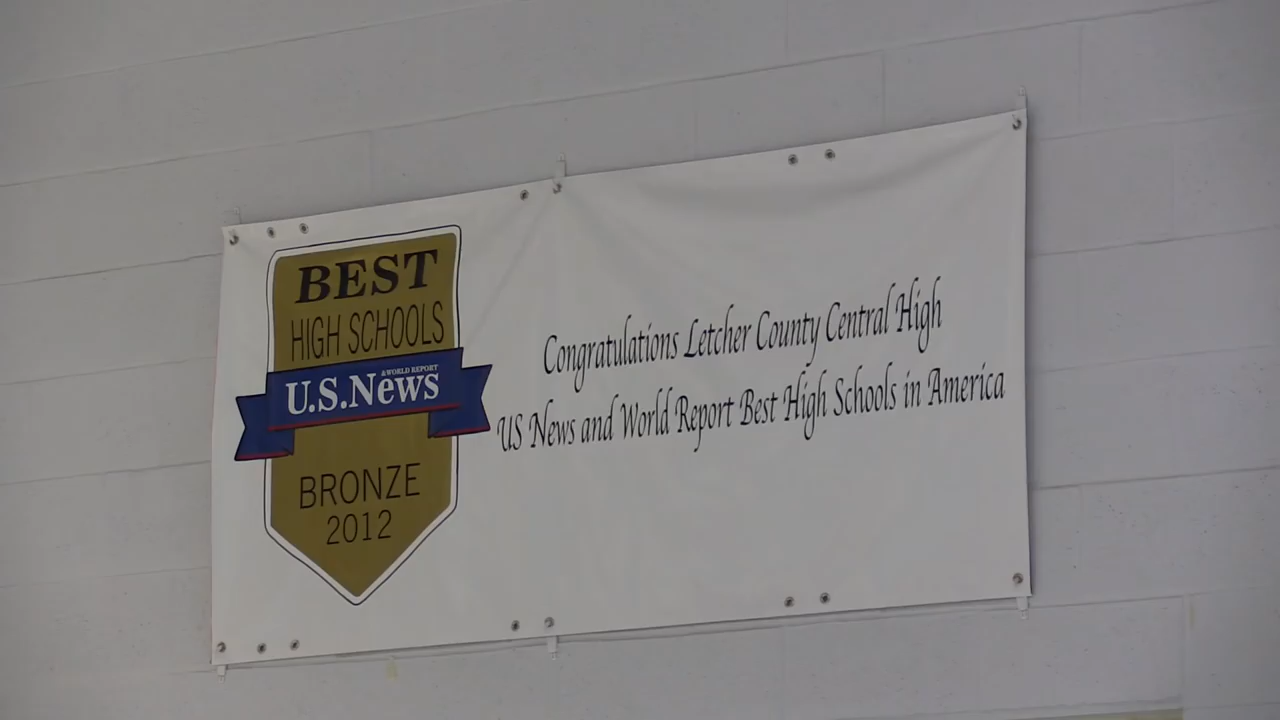 BEST
HIGH SCHOOLS
& WORLD REPORT
U.S.News
BRONZE
2012
Congratulations Letcher County Central High
US News and World Report Best High Schools in America